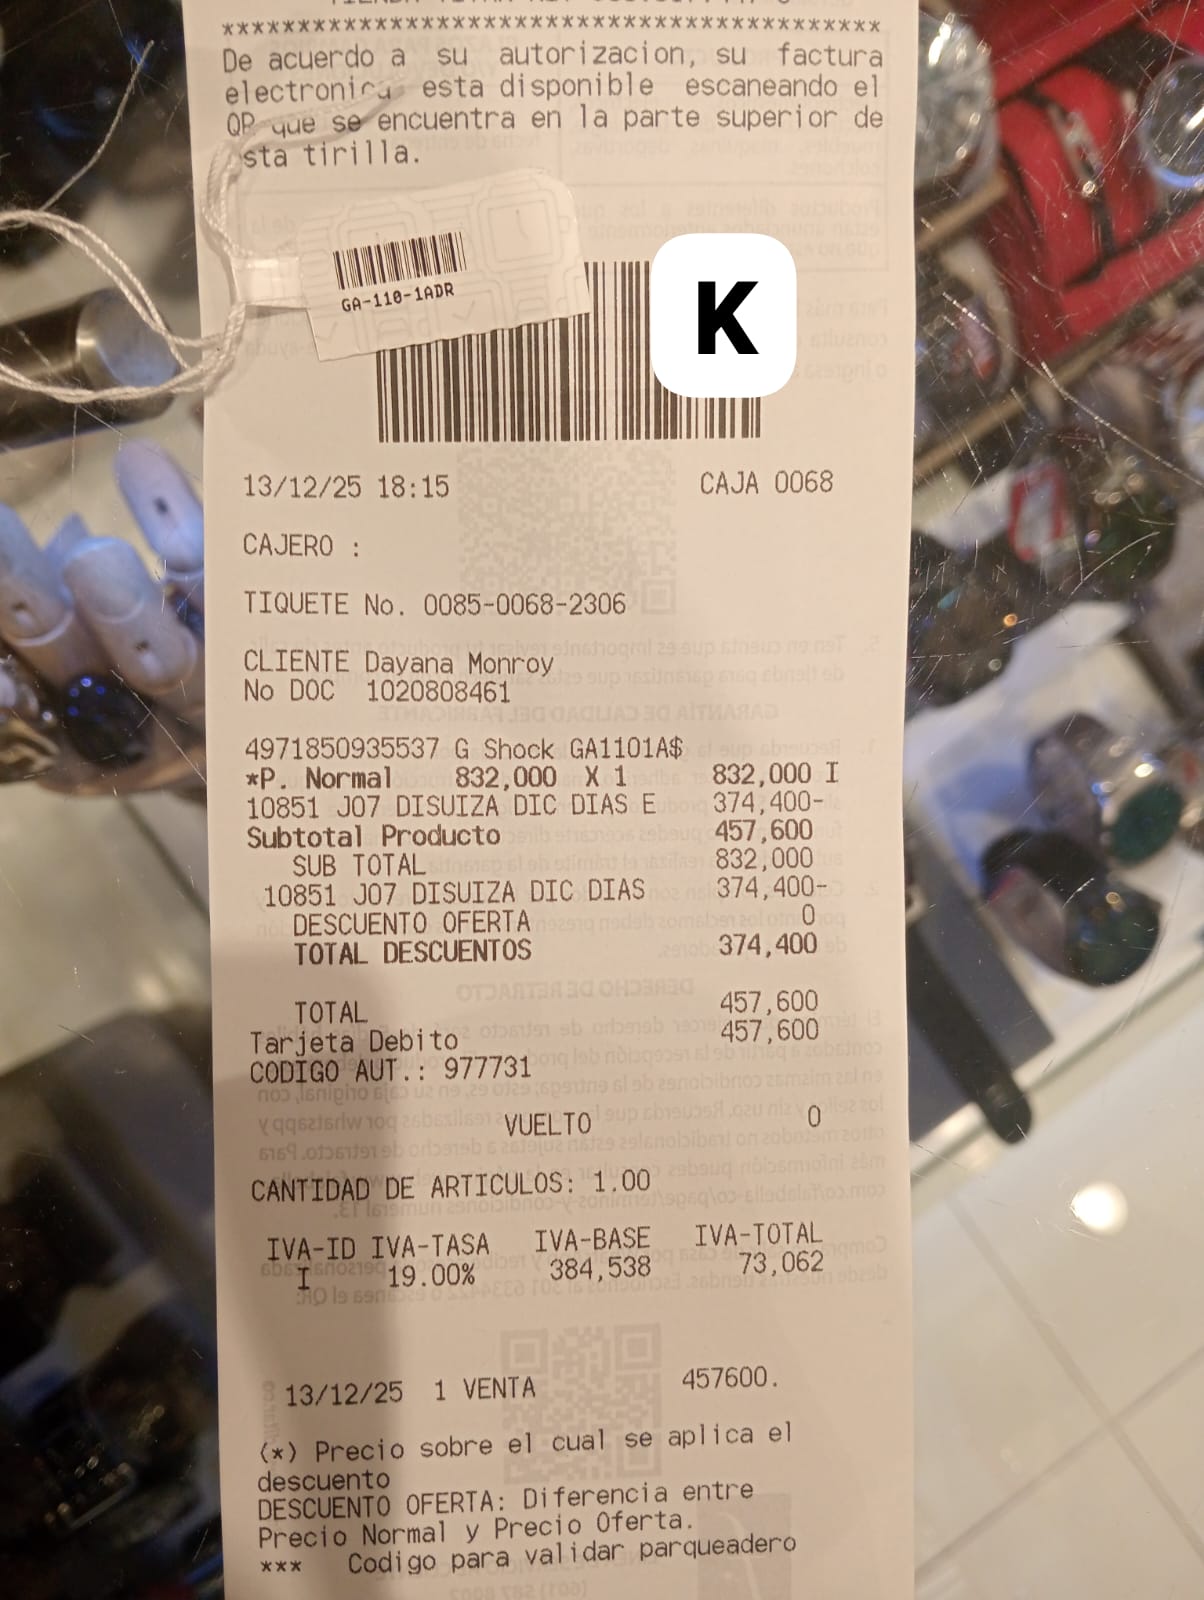 ****************************************
De acuerdo a su autorizacion, su factura
electronica esta disponible escaneando el
QR que se encuentra en la parte superior de
sta tirilla.
GA-110-1ADR
K
13/12/25 18:15 CAJA 0068
CAJERO :
TIQUETE No. 0085-0068-2306
CLIENTE Dayana Monroy
No DOC 1020808461
4971850935537 G Shock GA1101A$
*P. Normal 832,000 X 1 832,000 I
10851 J07 DISUIZA DIC DIAS E 374,400-
Subtotal Producto 457,600
SUB TOTAL 832,000
10851 J07 DISUIZA DIC DIAS 374,400-
DESCUENTO OFERTA 0
TOTAL DESCUENTOS 374,400
TOTAL 457,600
Tarjeta Debito 457,600
CODIGO AUT.: 977731
VUELTO 0
CANTIDAD DE ARTICULOS: 1.00
IVA-ID IVA-TASA IVA-BASE IVA-TOTAL
I 19.00% 384,538 73,062
13/12/25 1 VENTA 457600.
(*) Precio sobre el cual se aplica el
descuento
DESCUENTO OFERTA: Diferencia entre
Precio Normal y Precio Oferta.
*** Codigo para validar parqueadero